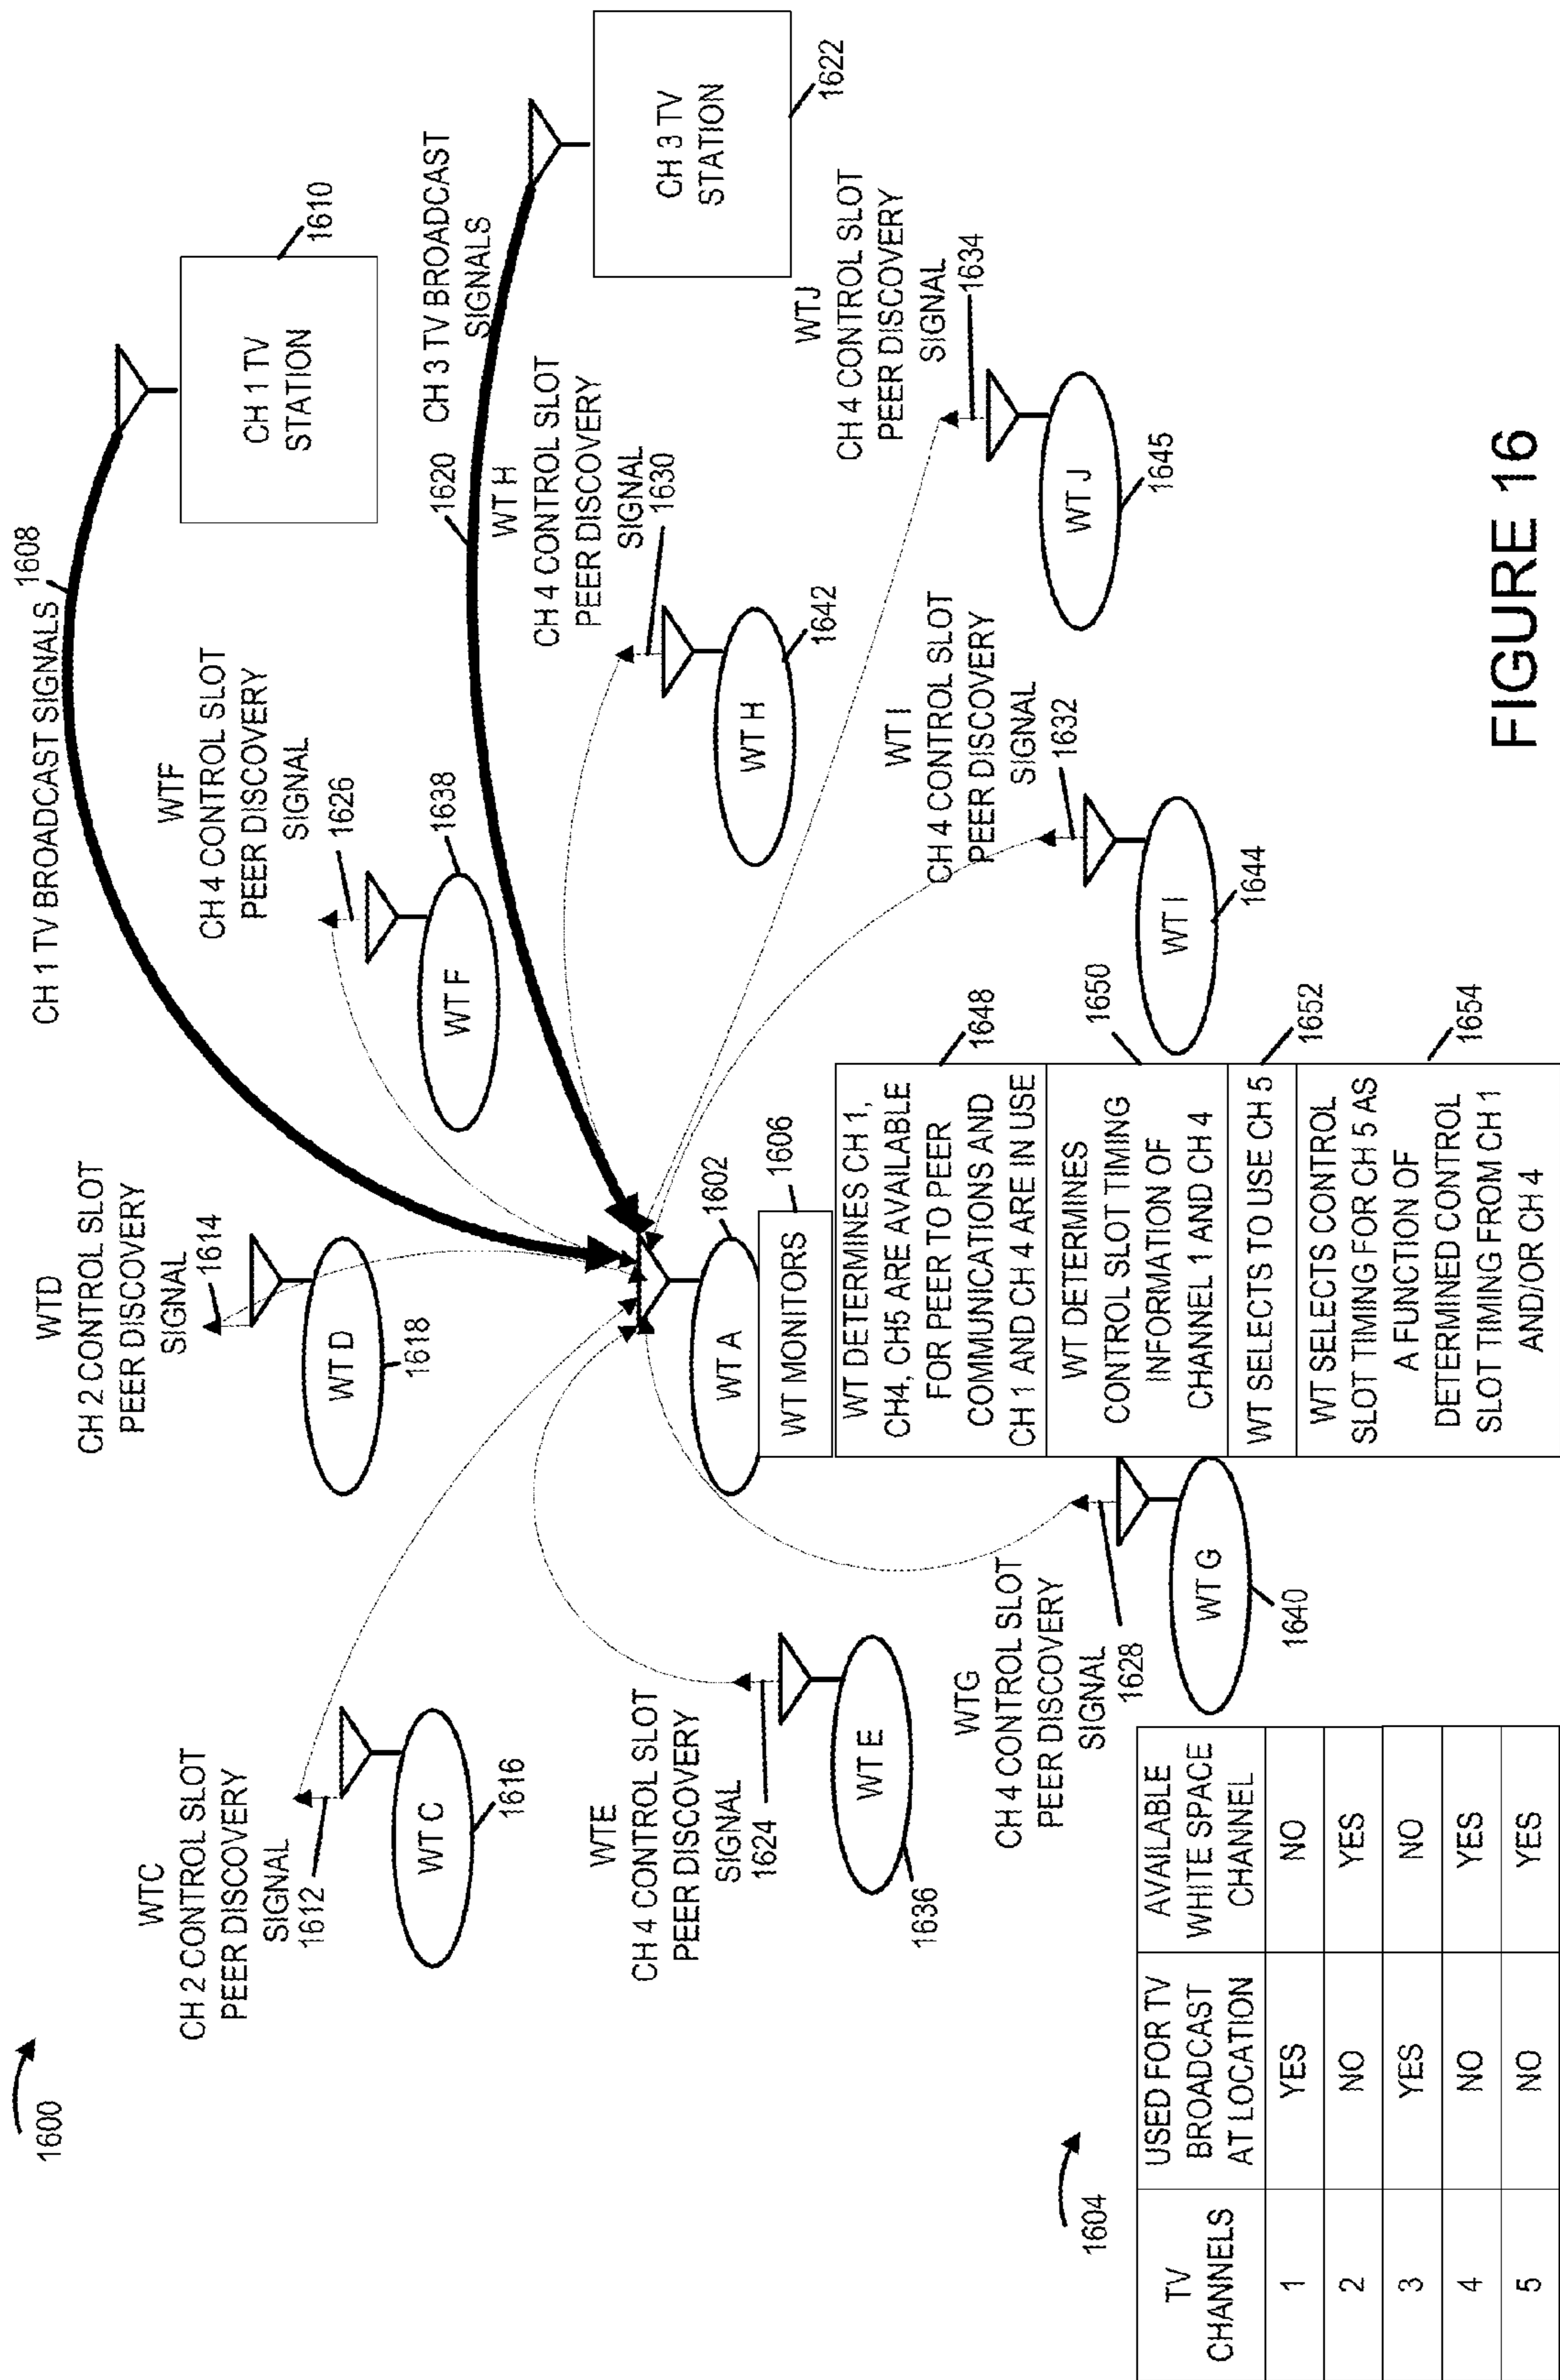 1600
CH 1 TV BROADCAST SIGNALS 1608
CH 1 TV
STATION
1610
WTD
CH 2 CONTROL SLOT
PEER DISCOVERY
SIGNAL
1614
WT D
1618
WTC
CH 2 CONTROL SLOT
PEER DISCOVERY
SIGNAL
1612
WT C
1616
WTF
CH 4 CONTROL SLOT
PEER DISCOVERY
SIGNAL
1626
WT F
1638
1620
CH 3 TV BROADCAST
SIGNALS
CH 3 TV
STATION
1622
WT H
CH 4 CONTROL SLOT
PEER DISCOVERY
SIGNAL
1630
WT H
1642
WTE
CH 4 CONTROL SLOT
PEER DISCOVERY
SIGNAL
1624
WT E
1636
WT A
1602
WTJ
CH 4 CONTROL SLOT
PEER DISCOVERY
SIGNAL
1634
WT J
1645
WT I
CH 4 CONTROL SLOT
PEER DISCOVERY
SIGNAL
1632
WT I
1644
WTG
CH 4 CONTROL SLOT
PEER DISCOVERY
SIGNAL
1628
WT G
1640
WT MONITORS
1606
WT DETERMINES CH 1,
CH4, CH5 ARE AVAILABLE
FOR PEER TO PEER
COMMUNICATIONS AND
CH 1 AND CH 4 ARE IN USE
1648
WT DETERMINES
CONTROL SLOT TIMING
INFORMATION OF
CHANNEL 1 AND CH 4
1650
WT SELECTS TO USE CH 5
1652
WT SELECTS CONTROL
SLOT TIMING FOR CH 5 AS
A FUNCTION OF
DETERMINED CONTROL
SLOT TIMING FROM CH 1
AND/OR CH 4
1654
1604
TV
CHANNELS
USED FOR TV
BROADCAST
AT LOCATION
AVAILABLE
WHITE SPACE
CHANNEL
1 YES NO
2 NO YES
3 YES NO
4 NO YES
5 NO YES
FIGURE 16